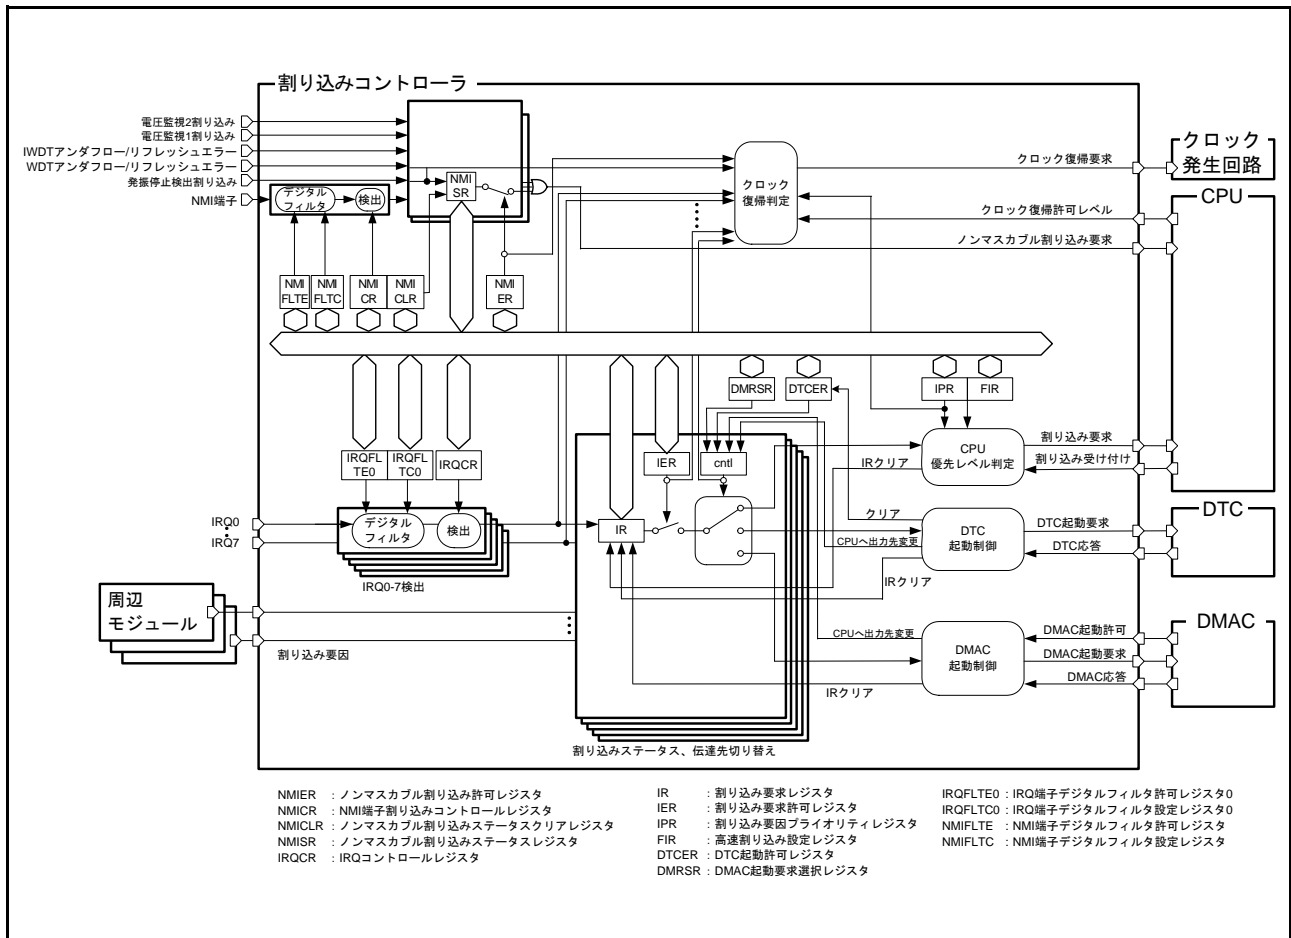 割り込みコントローラ
電圧監視2割り込み
電圧監視1割り込み
IWDTアンダフロー/リフレッシュエラー
WDTアンダフロー/リフレッシュエラー
発振停止検出割り込み
NMI端子
デジタル
フィルタ
検出
NMI
SR
クロック
復帰判定
クロック復帰要求
クロック復帰許可レベル
ノンマスカブル割り込み要求
クロック
発生回路
CPU
NMI
FLTE
NMI
FLTC
NMI
CR
NMI
CLR
NMI
ER
DMRSR
DTCER
IPR
FIR
IRQFL
TE0
IRQFL
TC0
IRQCR
IER
cntl
IRクリア
CPU
優先レベル判定
割り込み要求
割り込み受け付け
IRQ0
IRQ7
デジタル
フィルタ
検出
IRQ0-7検出
IR
クリア
CPUへ出力先変更
IRクリア
DTC
起動制御
DTC起動要求
DTC応答
DTC
周辺
モジュール
割り込み要因
CPUへ出力先変更
IRクリア
DMAC
起動制御
DMAC起動許可
DMAC起動要求
DMAC応答
DMAC
割り込みステータス、伝達先切り替え
NMIER : ノンマスカブル割り込み許可レジスタ
NMICR : NMI端子割り込みコントロールレジスタ
NMICLR : ノンマスカブル割り込みステータスクリアレジスタ
NMISR : ノンマスカブル割り込みステータスレジスタ
IRQCR : IRQコントロールレジスタ
IR : 割り込み要求レジスタ
IER : 割り込み要求許可レジスタ
IPR : 割り込み要因プライオリティレジスタ
FIR : 高速割り込み設定レジスタ
DTCER : DTC起動許可レジスタ
DMRSR : DMAC起動要求選択レジスタ
IRQFLTE0 : IRQ端子デジタルフィルタ許可レジスタ0
IRQFLTC0 : IRQ端子デジタルフィルタ設定レジスタ0
NMIFLTE : NMI端子デジタルフィルタ許可レジスタ
NMIFLTC : NMI端子デジタルフィルタ設定レジスタ